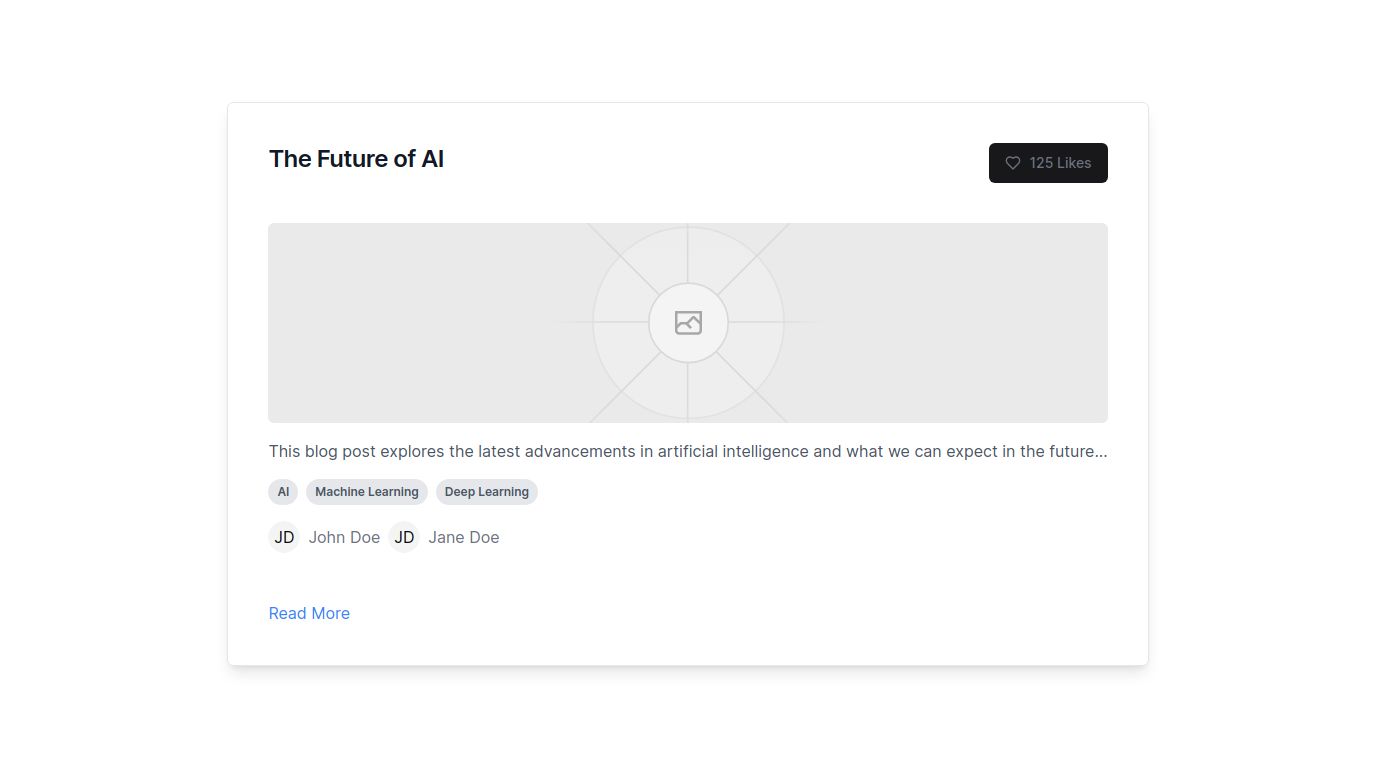 The Future of AI
125 Likes
This blog post explores the latest advancements in artificial intelligence and what we can expect in the future...
AI Machine Learning Deep Learning
JD John Doe JD Jane Doe
Read More